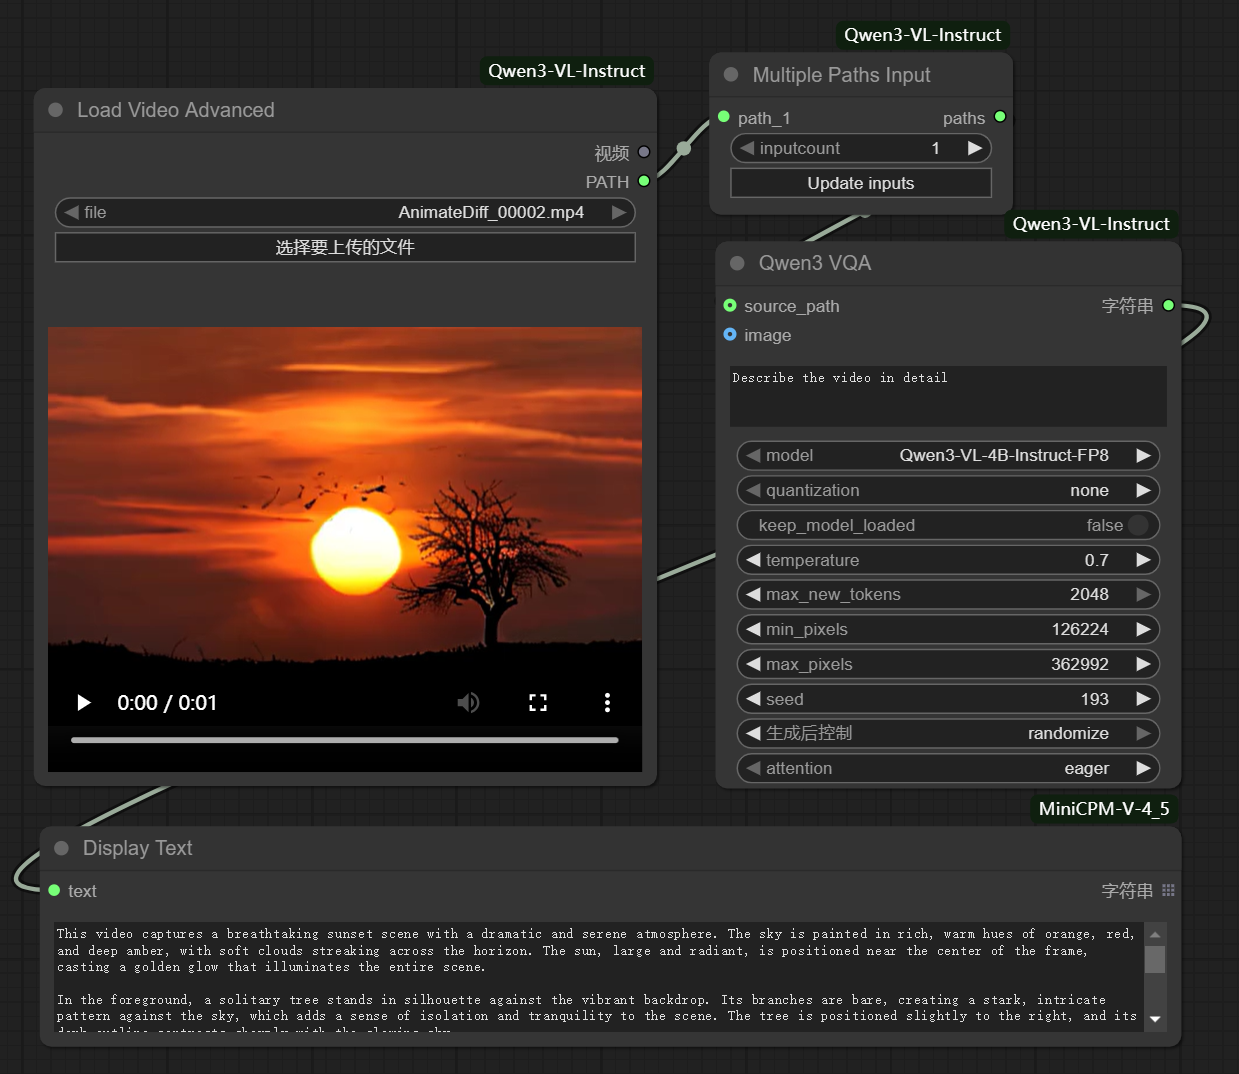 Qwen3-VL-Instruct
Load Video Advanced
视频
PATH
file AnimateDiff_00002.mp4
选择要上传的文件
0:00 / 0:01
Qwen3-VL-Instruct
Multiple Paths Input
path_1 paths
inputcount 1
Update inputs
Qwen3-VL-Instruct
Qwen3 VQA
source_path 字符串
image
Describe the video in detail
model Qwen3-VL-4B-Instruct-FP8
quantization none
keep_model_loaded false
temperature 0.7
max_new_tokens 2048
min_pixels 126224
max_pixels 362992
seed 193
生成后控制 randomize
attention eager
MiniCPM-V-4_5
Display Text
text 字符串
This video captures a breathtaking sunset scene with a dramatic and serene atmosphere. The sky is painted in rich, warm hues of orange, red,
and deep amber, with soft clouds streaking across the horizon. The sun, large and radiant, is positioned near the center of the frame,
casting a golden glow that illuminates the entire scene.
In the foreground, a solitary tree stands in silhouette against the vibrant backdrop. Its branches are bare, creating a stark, intricate
pattern against the sky, which adds a sense of isolation and tranquility to the scene. The tree is positioned slightly to the right, and its